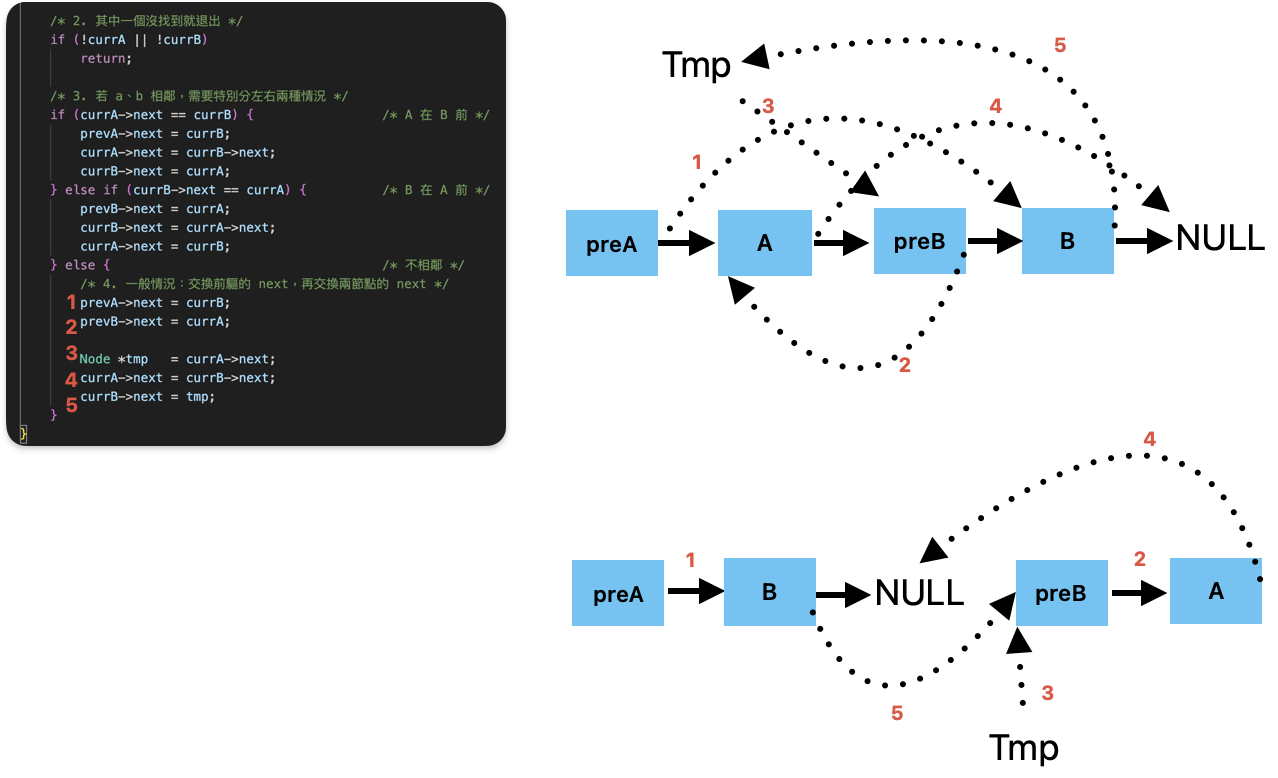 /* 2. 其中一個沒找到就退出 */
if (!currA || !currB)
return;
/* 3. 若 a、b 相鄰，需要特別分左右兩種情況 */
if (currA->next == currB) { /* A 在 B 前 */
prevA->next = currB;
currA->next = currB->next;
currB->next = currA;
} else if (currB->next == currA) { /* B 在 A 前 */
prevB->next = currA;
currB->next = currA->next;
currA->next = currB;
} else { /* 不相鄰 */
/* 4. 一般情況：交換前驅的 next，再交換兩節點的 next */
1 prevA->next = currB;
2 prevB->next = currA;
3 Node *tmp = currA->next;
4 currA->next = currB->next;
5 currB->next = tmp;
}
}
5
Tmp
3
4
1
preA
A
preB
B
NULL
2
4
1
2
preA
B
NULL
preB
A
3
5
Tmp